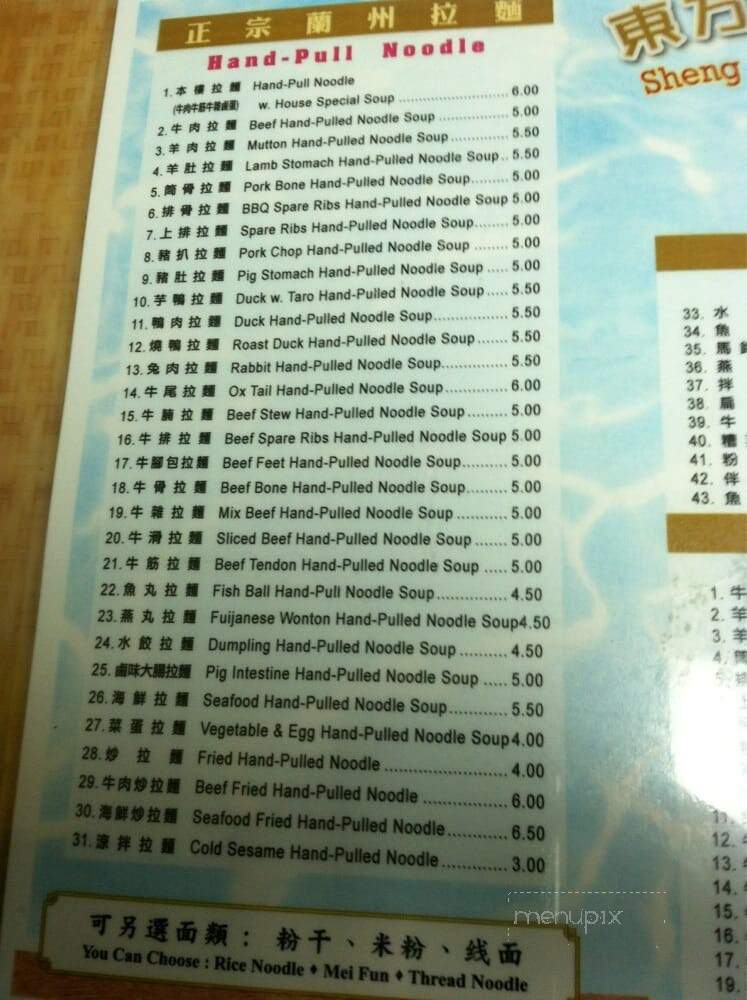 正宗蘭州拉麵
Hand-Pull Noodle
1. 本樓拉麵 Hand-Pull Noodle
(牛肉牛筋牛雜鹵蛋) w. House Special Soup 6.00
2. 牛肉拉麵 Beef Hand-Pulled Noodle Soup 5.00
3. 羊肉拉麵 Mutton Hand-Pulled Noodle Soup 5.50
4. 羊肚拉麵 Lamb Stomach Hand-Pulled Noodle Soup 5.50
5. 筒骨拉麵 Pork Bone Hand-Pulled Noodle Soup 5.00
6. 排骨拉麵 BBQ Spare Ribs Hand-Pulled Noodle Soup 5.00
7. 上排拉麵 Spare Ribs Hand-Pulled Noodle Soup 5.00
8. 豬扒拉麵 Pork Chop Hand-Pulled Noodle Soup 5.00
9. 豬肚拉麵 Pig Stomach Hand-Pulled Noodle Soup 5.00
10. 芋鴨拉麵 Duck w. Taro Hand-Pulled Noodle Soup 5.50
11. 鴨肉拉麵 Duck Hand-Pulled Noodle Soup 5.50
12. 燒鴨拉麵 Roast Duck Hand-Pulled Noodle Soup 5.50
13. 兔肉拉麵 Rabbit Hand-Pulled Noodle Soup 5.50
14. 牛尾拉麵 Ox Tail Hand-Pulled Noodle Soup 6.00
15. 牛腩拉麵 Beef Stew Hand-Pulled Noodle Soup 5.00
16. 牛排拉麵 Beef Spare Ribs Hand-Pulled Noodle Soup 5.00
17. 牛腳包拉麵 Beef Feet Hand-Pulled Noodle Soup 5.00
18. 牛骨拉麵 Beef Bone Hand-Pulled Noodle Soup 5.00
19. 牛雜拉麵 Mix Beef Hand-Pulled Noodle Soup 5.00
20. 牛滑拉麵 Sliced Beef Hand-Pulled Noodle Soup 5.00
21. 牛筋拉麵 Beef Tendon Hand-Pulled Noodle Soup 5.00
22. 魚丸拉麵 Fish Ball Hand-Pull Noodle Soup 4.50
23. 燕丸拉麵 Fuijanese Wonton Hand-Pulled Noodle Soup 4.50
24. 水餃拉麵 Dumpling Hand-Pulled Noodle Soup 4.50
25. 鹵味大腸拉麵 Pig Intestine Hand-Pulled Noodle Soup 5.00
26. 海鮮拉麵 Seafood Hand-Pulled Noodle Soup 5.50
27. 菜蛋拉麵 Vegetable & Egg Hand-Pulled Noodle Soup 4.00
28. 炒拉麵 Fried Hand-Pulled Noodle 4.00
29. 牛肉炒拉麵 Beef Fried Hand-Pulled Noodle 6.00
30. 海鮮炒拉麵 Seafood Fried Hand-Pulled Noodle 6.50
31. 涼拌拉麵 Cold Sesame Hand-Pulled Noodle 3.00
可另選面類：粉干、米粉、线面
You Can Choose : Rice Noodle ♦ Mei Fun ♦ Thread Noodle
東方
Sheng
33. 水
34. 魚
35. 馬
36. 燕
37. 拌
38. 扁
39. 牛
40. 糟
41. 粉
42. 伴
43. 魚
1. 牛
2. 羊
3. 羊
4.
5.
12.
13.
14.
15.
16.
17.
19.
menupix